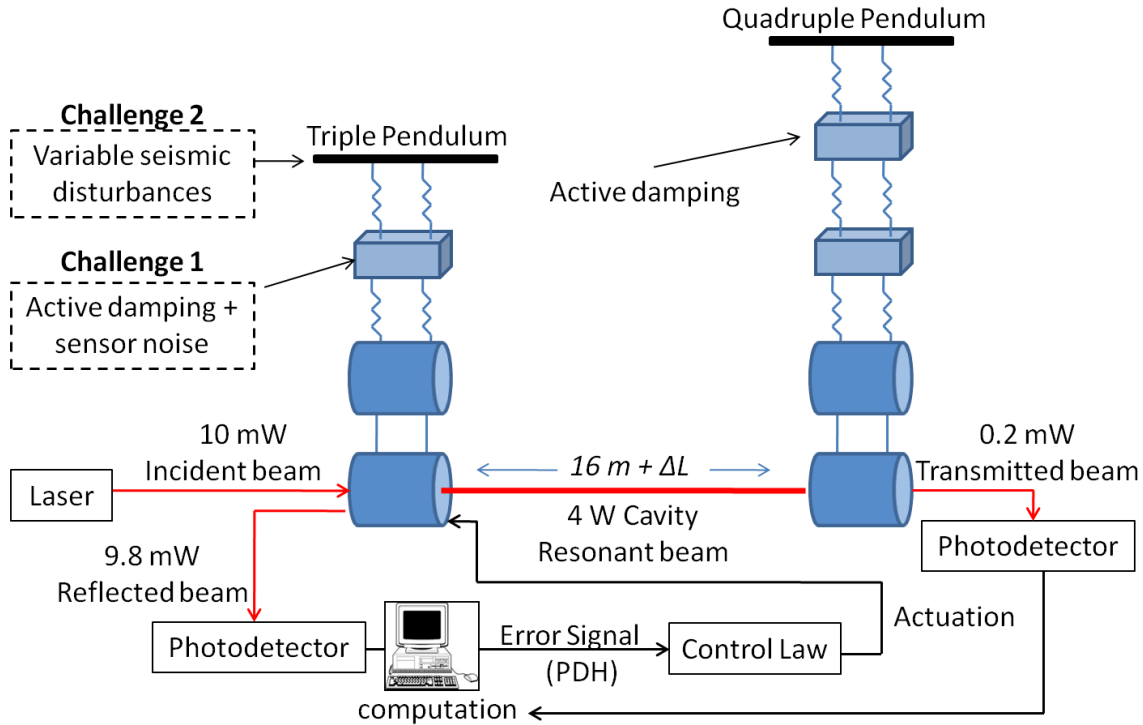 Quadruple Pendulum
Challenge 2
Variable seismic
disturbances
Triple Pendulum
Active damping
Challenge 1
Active damping +
sensor noise
10 mW
Incident beam
Laser
16 m + ΔL
4 W Cavity
Resonant beam
0.2 mW
Transmitted beam
Photodetector
9.8 mW
Reflected beam
Photodetector
Error Signal
(PDH)
Control Law
Actuation
computation